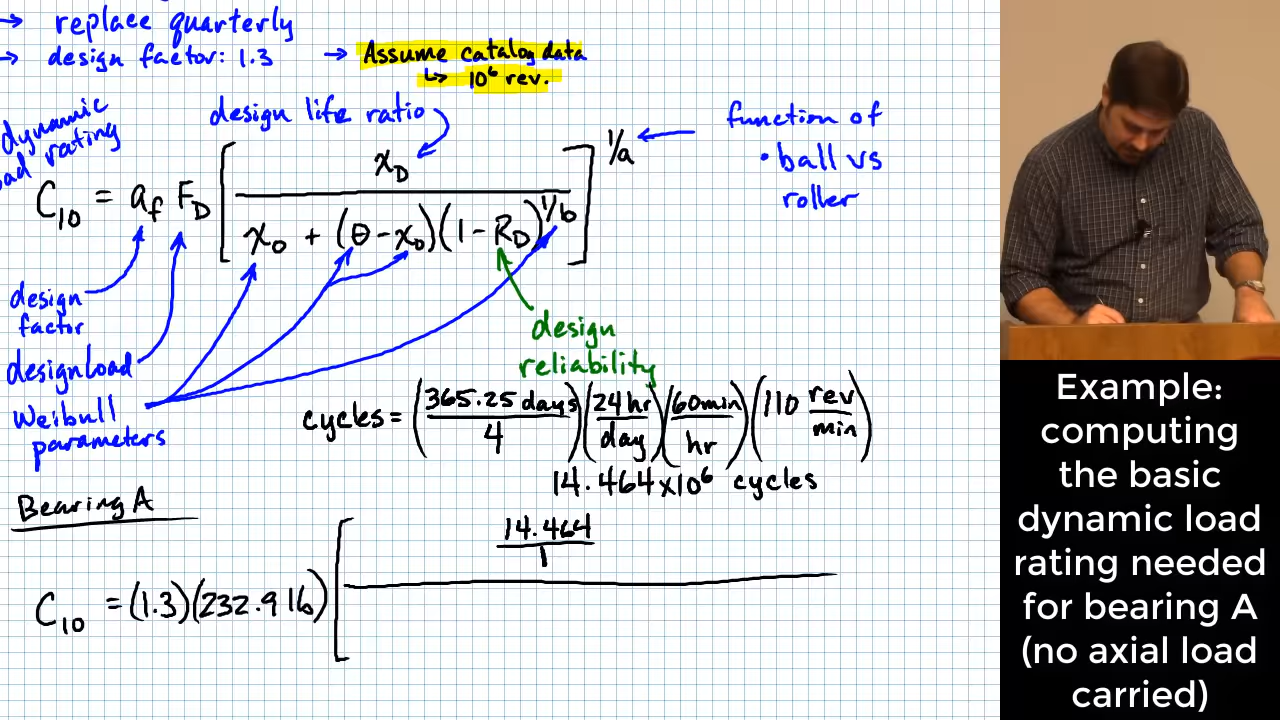 → replace quarterly
→ design factor: 1.3 → Assume catalog data
↳ 10⁶ rev.
dynamic
rating
design life ratio
function of
• ball vs
roller
C₁₀ = a_f F_D [ x_D / (x₀ + (θ - x₀)(1 - R_D)^(1/b)) ]^(1/a)
design
factor
design load
Weibull
parameters
design
reliability
cycles = (365.25 days / 4)(24 hr / day)(60 min / hr)(110 rev / min)
14.464x10⁶ cycles
Bearing A
C₁₀ = (1.3)(232.9 lb)[ 14.464 / 1
Example:
computing
the basic
dynamic load
rating needed
for bearing A
(no axial load
carried)